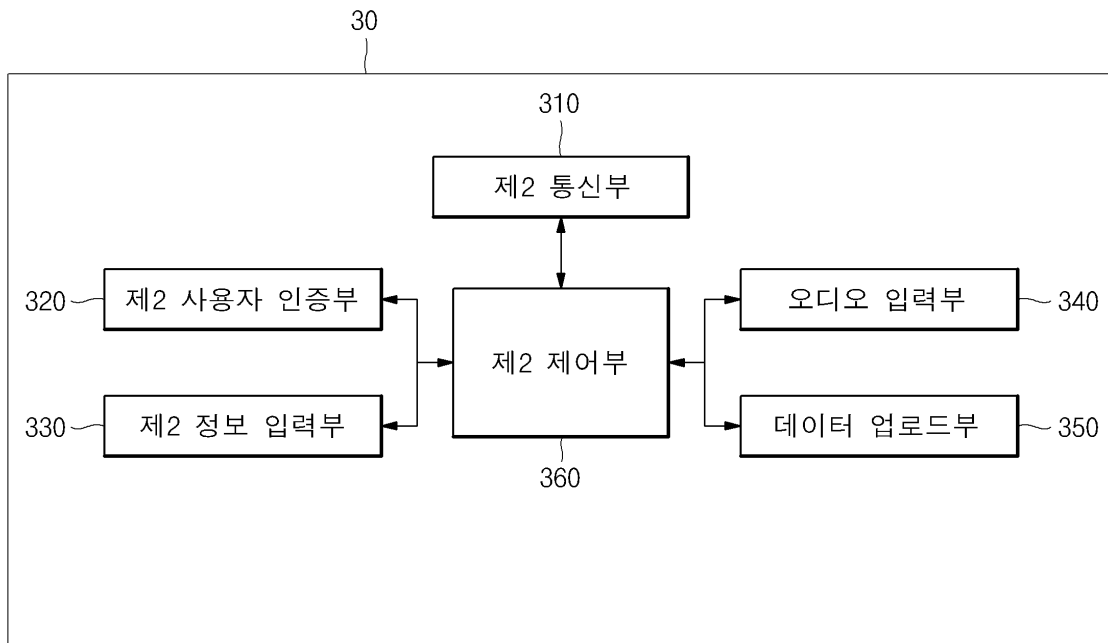 30
310
제2 통신부
320
제2 사용자 인증부
오디오 입력부
340
제2 제어부
330
제2 정보 입력부
데이터 업로드부
350
360